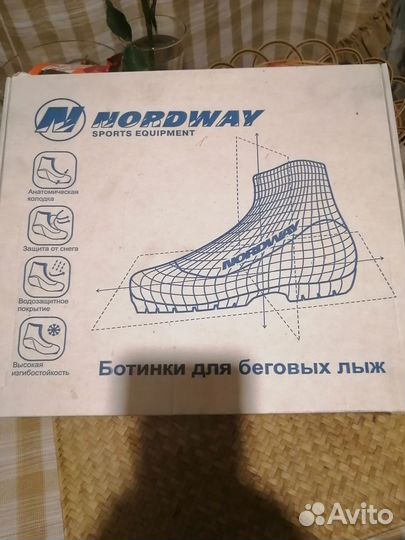 NORDWAY
SPORTS EQUIPMENT
Анатомическая
колодка
Защита от снега
Водозащитное
покрытие
Высокая
изгибостойкость
NORDWAY
Ботинки для беговых лыж
Avito